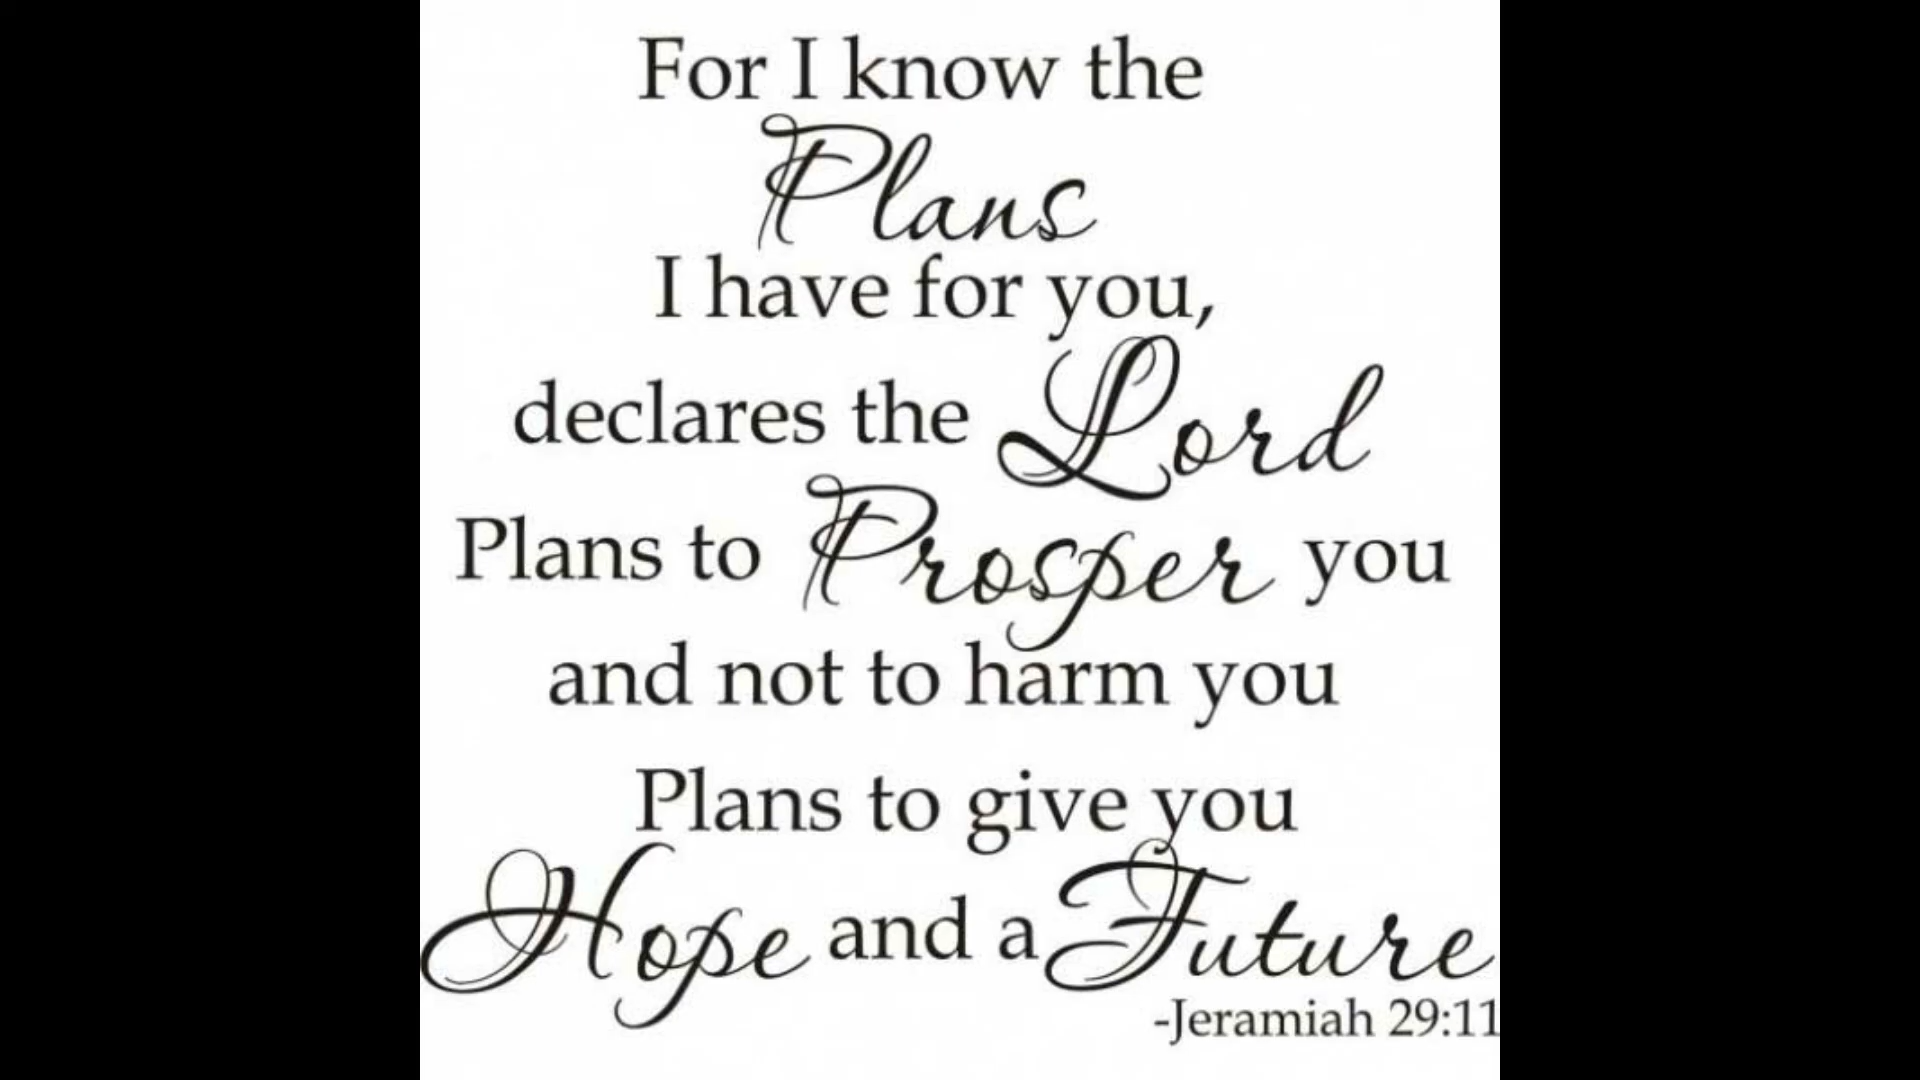 For I know the
Plans
I have for you,
declares the Lord
Plans to Prosper you
and not to harm you
Plans to give you
Hope and a Future
-Jeramiah 29:11